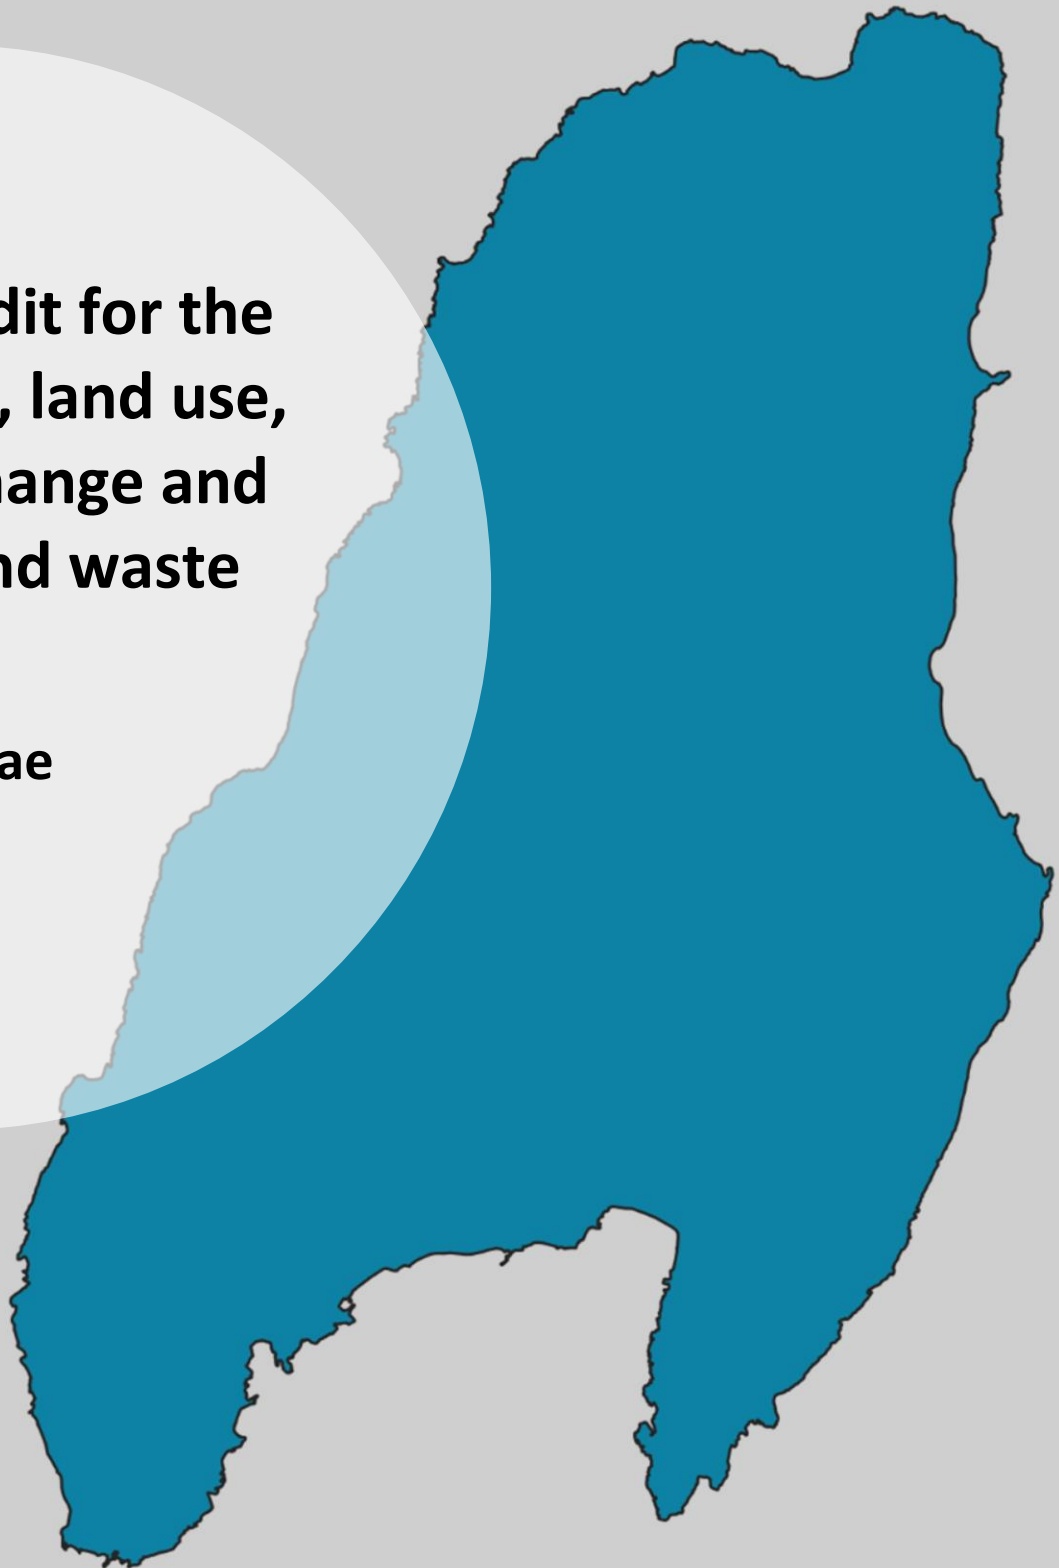 dit for the
, land use,
hange and
nd waste
ae